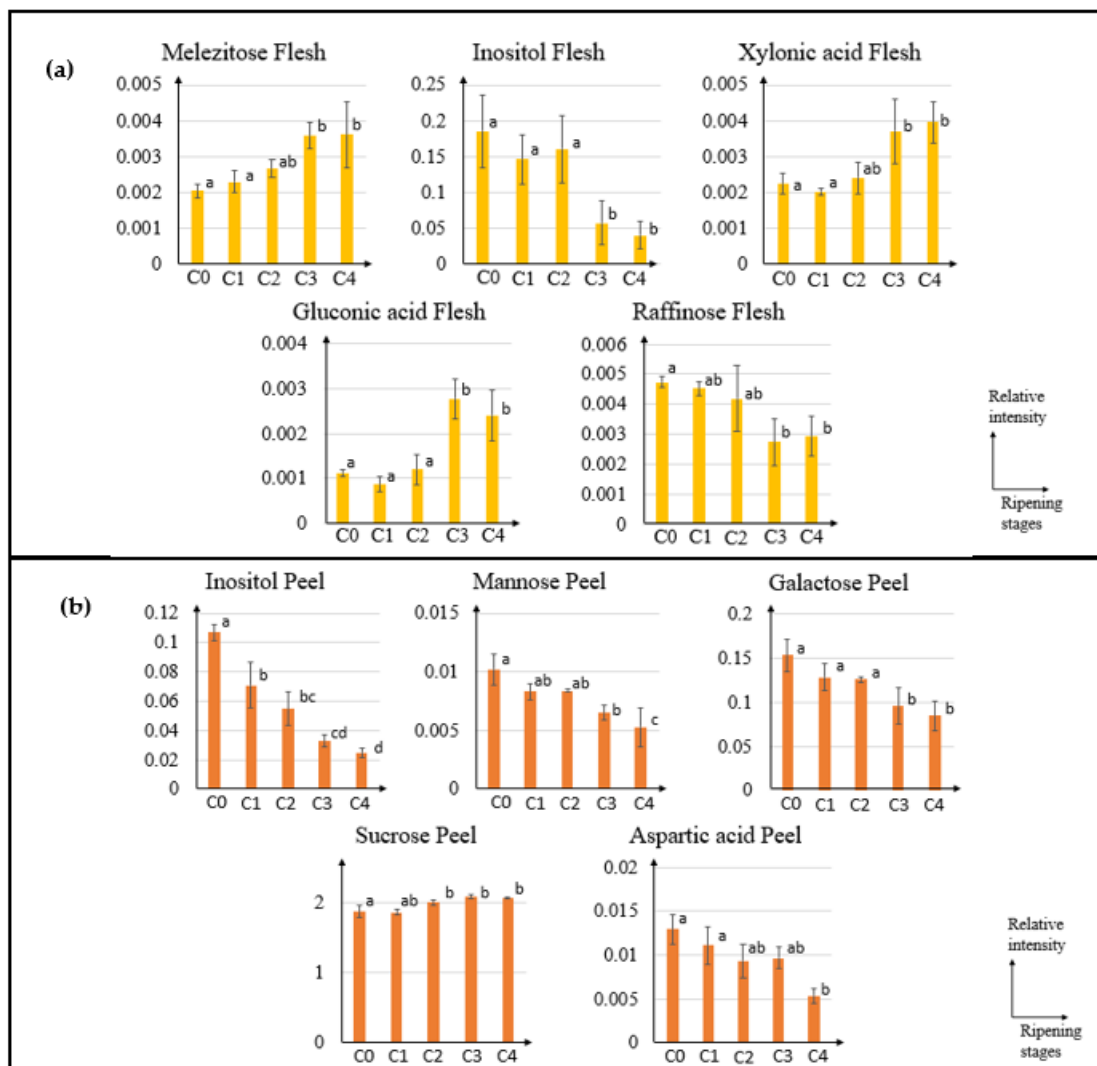 (a)
Melezitose Flesh
0.005
0.004
0.003
0.002
0.001
0
a
a
ab
b
b
C0 C1 C2 C3 C4
Inositol Flesh
0.25
0.2
0.15
0.1
0.05
0
a
a
a
b
b
C0 C1 C2 C3 C4
Xylonic acid Flesh
0.005
0.004
0.003
0.002
0.001
0
a
a
ab
b
b
C0 C1 C2 C3 C4
Gluconic acid Flesh
0.004
0.003
0.002
0.001
0
a
a
a
b
b
C0 C1 C2 C3 C4
Raffinose Flesh
0.006
0.005
0.004
0.003
0.002
0.001
0
a
ab
ab
b
b
C0 C1 C2 C3 C4
Relative
intensity
Ripening
stages
(b)
Inositol Peel
0.12
0.1
0.08
0.06
0.04
0.02
0
a
b
bc
cd
d
C0 C1 C2 C3 C4
Mannose Peel
0.015
0.01
0.005
0
a
ab
ab
b
c
C0 C1 C2 C3 C4
Galactose Peel
0.2
0.15
0.1
0.05
0
a
a
a
b
b
C0 C1 C2 C3 C4
Sucrose Peel
2
1
0
a
ab
b
b
b
C0 C1 C2 C3 C4
Aspartic acid Peel
0.02
0.015
0.01
0.005
0
a
a
ab
ab
b
C0 C1 C2 C3 C4
Relative
intensity
Ripening
stages